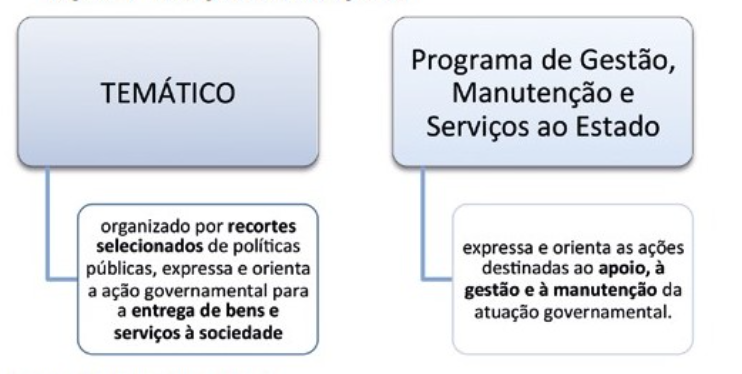 TEMÁTICO
organizado por recortes
selecionados de políticas
públicas, expressa e orienta
a ação governamental para
a entrega de bens e
serviços à sociedade
Programa de Gestão,
Manutenção e
Serviços ao Estado
expressa e orienta as ações
destinadas ao apoio, à
gestão e à manutenção da
atuação governamental.